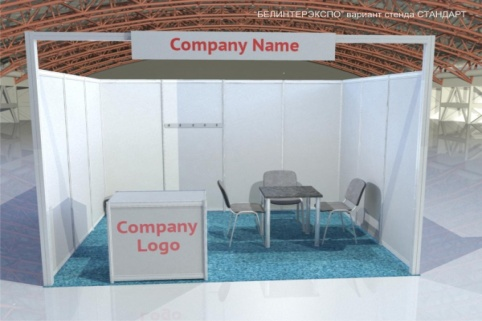 "БЕЛИНТЕРЭКСПО" вариант стенда СТАНДАРТ
Company Name
Company
Logo